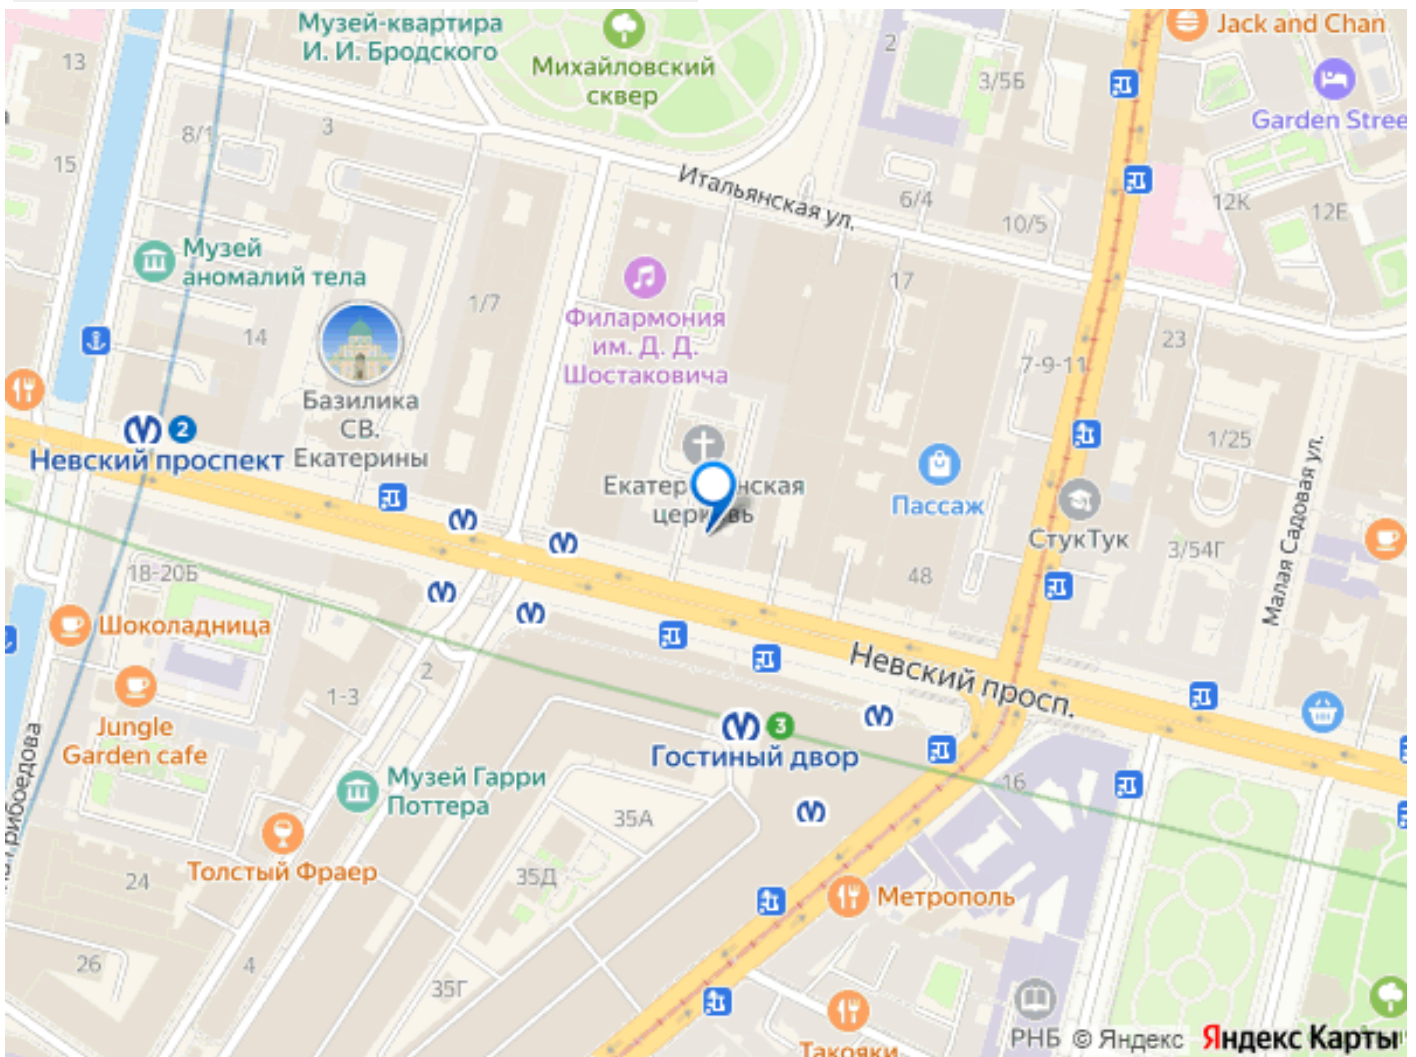 Музей-квартира
И. И. Бродского
Михайловский
сквер
Jack and Chan
Garden Stree
13
2
3/5Б
8/1
3
15
Итальянская ул.
6/4
10/5
12К
12Е
Музей
аномалий тела
1/7
14
17
Филармония
им. Д. Д.
Шостаковича
7-9-11
23
Базилика
СВ.
Екатерины
2
Невский проспект
1/25
Малая Садовая ул.
Пассаж
СтукТук
3/54Г
48
18-20Б
Шоколадница
Невский просп.
2
1-3
Jungle
Garden cafe
3
Гостиный двор
16
Музей Гарри
Поттера
35А
Толстый Фраер
35Д
24
Метрополь
26
4
35Г
РНБ
© Яндекс
Яндекс Карты
Такояки